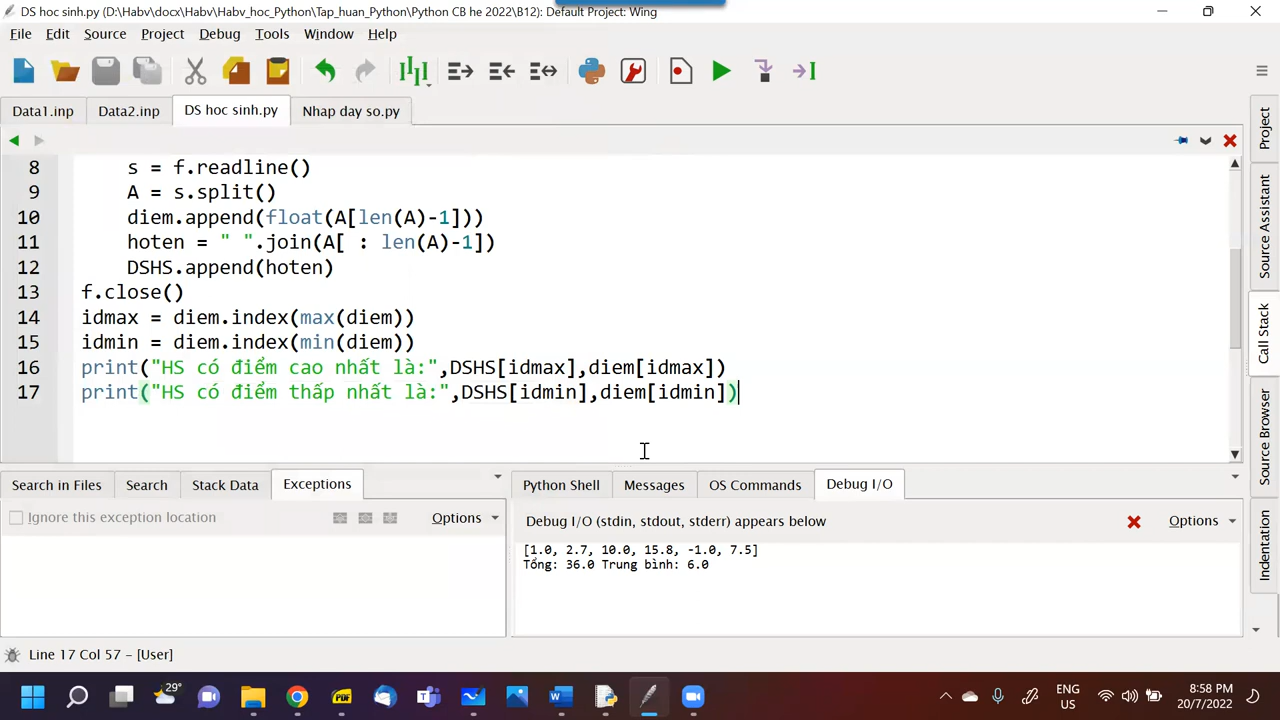 DS hoc sinh.py (D:\Habv\docx\Habv\Habv_hoc_Python\Tap_huan_Python\Python CB he 2022\B12): Default Project: Wing
File Edit Source Project Debug Tools Window Help
Data1.inp Data2.inp DS hoc sinh.py Nhap day so.py
8 s = f.readline()
9 A = s.split()
10 diem.append(float(A[len(A)-1]))
11 hoten = " ".join(A[ : len(A)-1])
12 DSHS.append(hoten)
13 f.close()
14 idmax = diem.index(max(diem))
15 idmin = diem.index(min(diem))
16 print("HS có điểm cao nhất là:",DSHS[idmax],diem[idmax])
17 print("HS có điểm thấp nhất là:",DSHS[idmin],diem[idmin])
Project
Source Assistant
Call Stack
Source Browser
Indentation
Search in Files Search Stack Data Exceptions
Ignore this exception location Options
Python Shell Messages OS Commands Debug I/O
Debug I/O (stdin, stdout, stderr) appears below Options
[1.0, 2.7, 10.0, 15.8, -1.0, 7.5]
Tổng: 36.0 Trung bình: 6.0
Line 17 Col 57 - [User]
29°
PDF
ENG
US
8:58 PM
20/7/2022